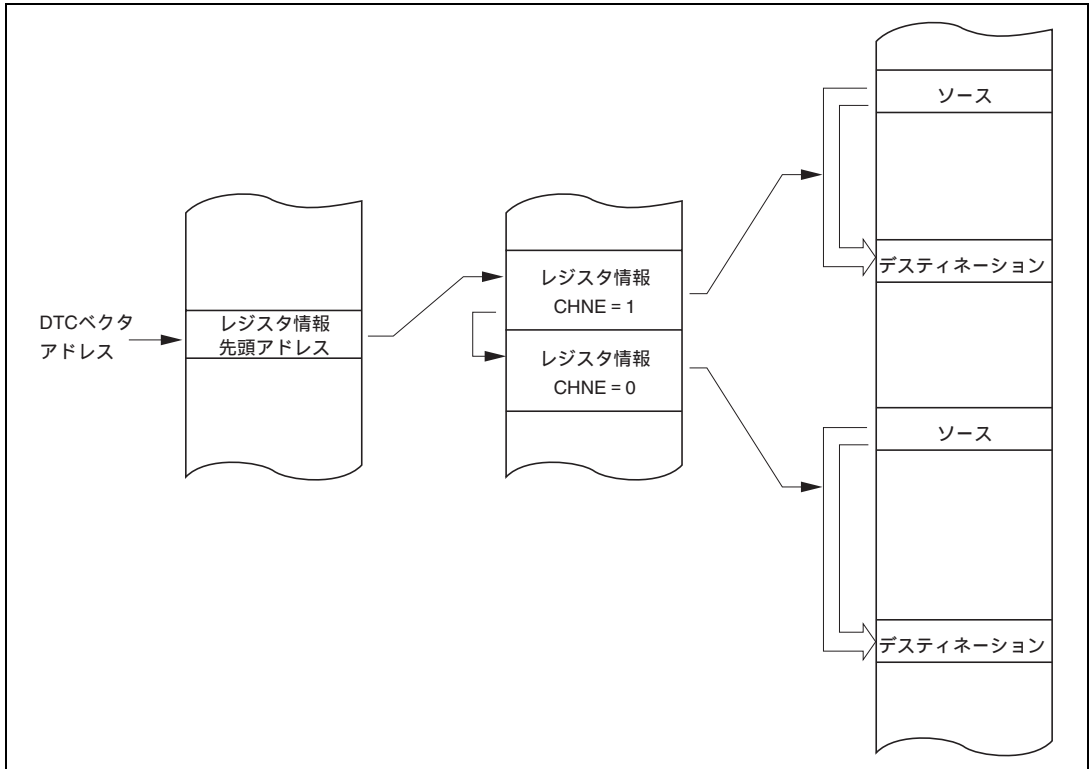 DTCベクタ
アドレス
レジスタ情報
先頭アドレス
レジスタ情報
CHNE = 1
レジスタ情報
CHNE = 0
ソース
デスティネーション
ソース
デスティネーション